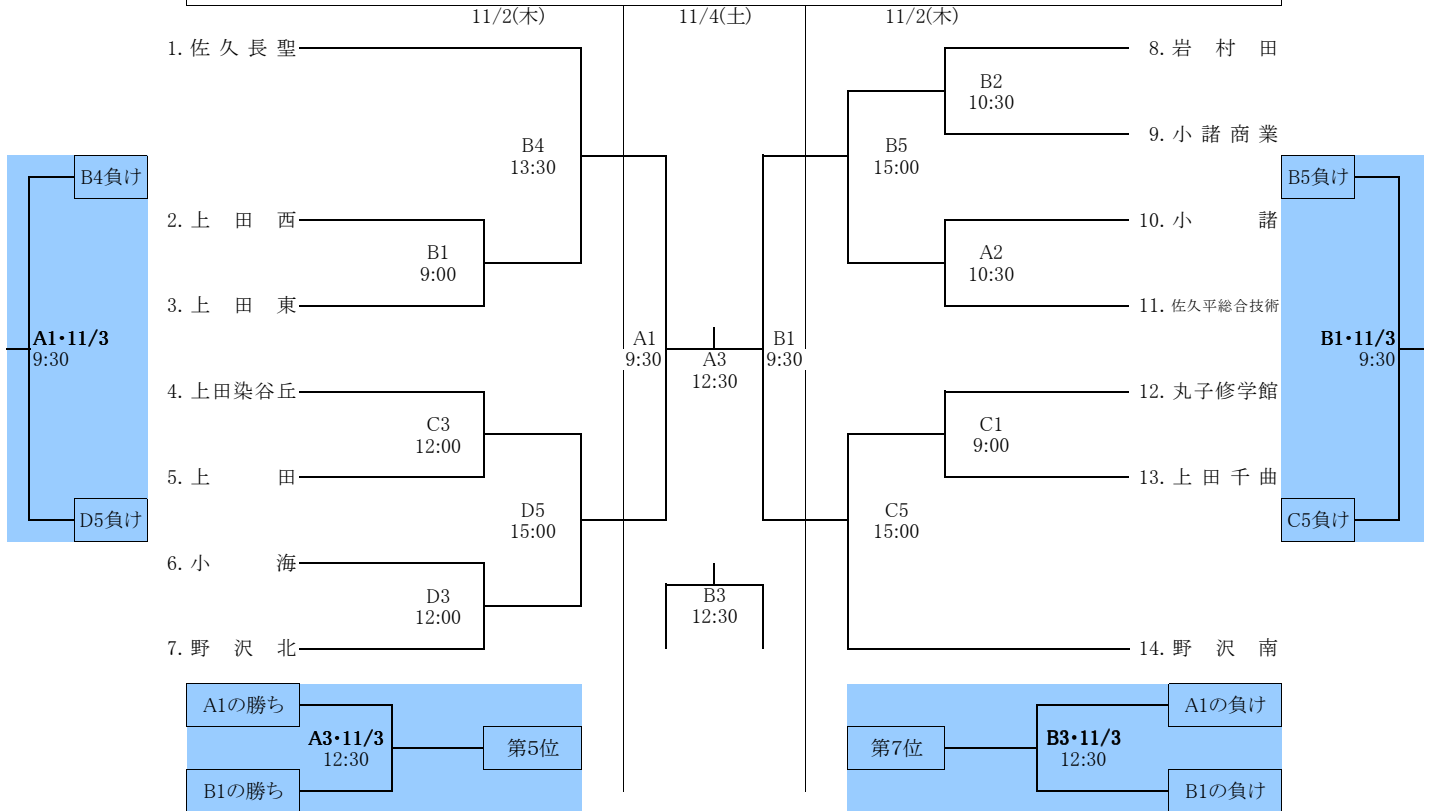 11/2(木) 11/4(土) 11/2(木)
1. 佐久長聖
8. 岩村田
B2
10:30
9. 小諸商業
B4
13:30
B5
15:00
B4負け
B5負け
2. 上田西
10. 小諸
B1
9:00
A2
10:30
3. 上田東
11. 佐久平総合技術
A1・11/3
9:30
A1
9:30
A3
12:30
B1
9:30
B1・11/3
9:30
4. 上田染谷丘
12. 丸子修学館
C3
12:00
C1
9:00
5. 上田
13. 上田千曲
D5負け
D5
15:00
C5
15:00
C5負け
6. 小海
D3
12:00
B3
12:30
7. 野沢北
14. 野沢南
A1の勝ち
A3・11/3
12:30
第5位
B1の勝ち
A1の負け
第7位
B3・11/3
12:30
B1の負け